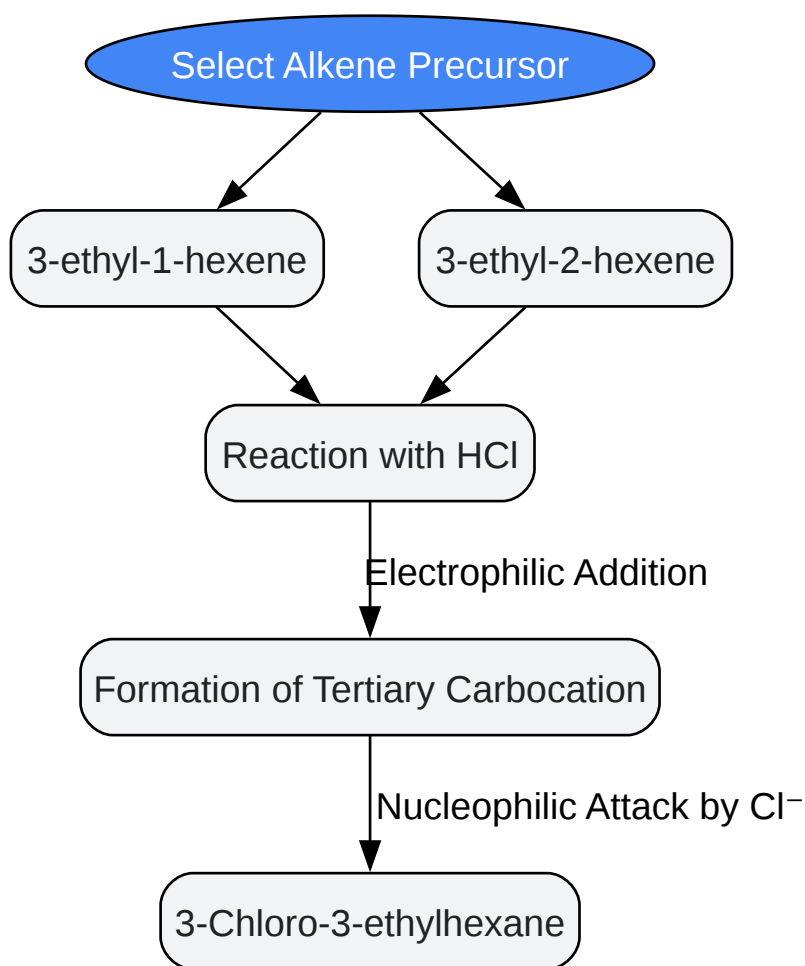 Select Alkene Precursor
3-ethyl-1-hexene
3-ethyl-2-hexene
Reaction with HCl
Electrophilic Addition
Formation of Tertiary Carbocation
Nucleophilic Attack by Cl⁻
3-Chloro-3-ethylhexane